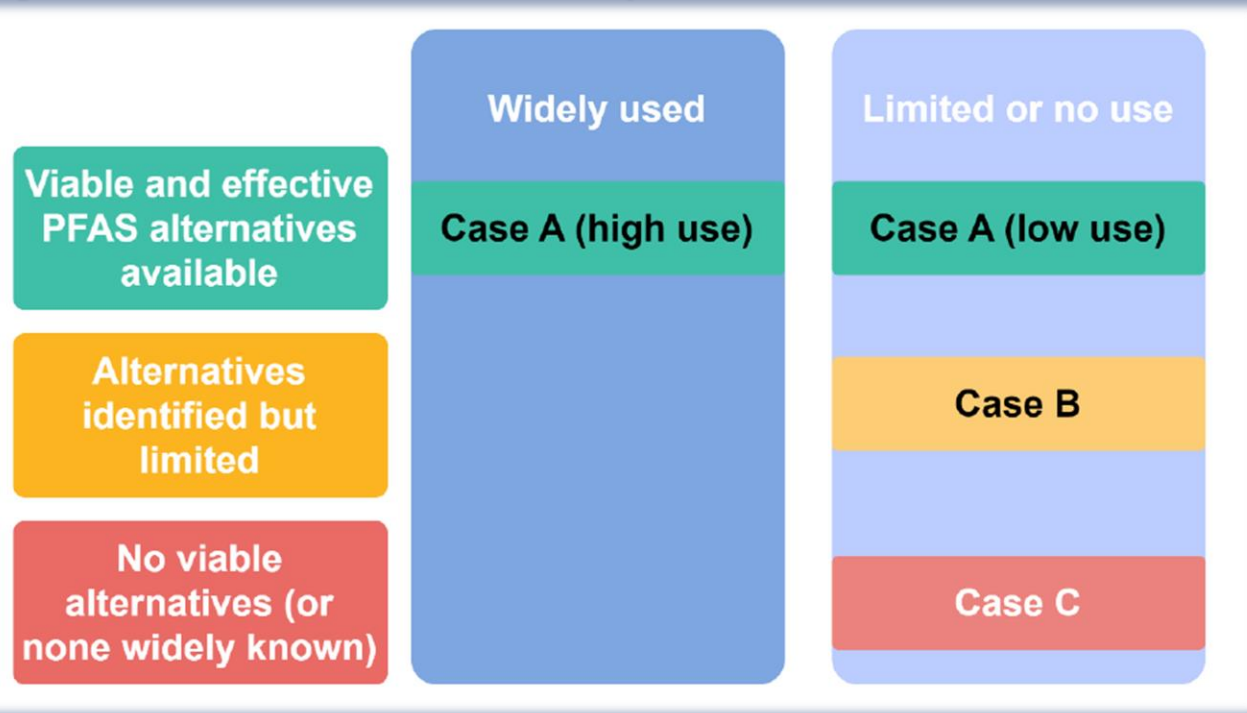 Widely used
Limited or no use
Viable and effective
PFAS alternatives
available
Case A (high use)
Case A (low use)
Alternatives
identified but
limited
Case B
No viable
alternatives (or
none widely known)
Case C